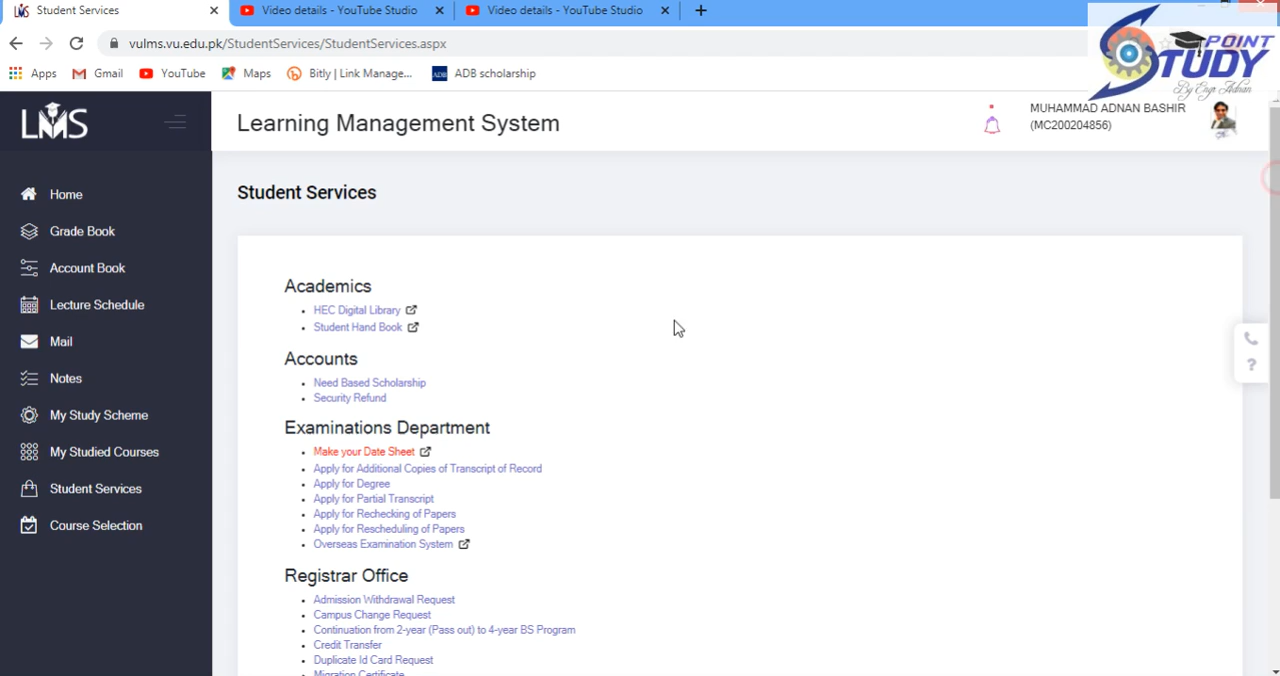 Student Services
Video details - YouTube Studio
Video details - YouTube Studio
vulms.vu.edu.pk/StudentServices/StudentServices.aspx
Apps
Gmail
YouTube
Maps
Bitly | Link Manage...
ADB scholarship
STUDY POINT
By Engr. Adnan
LMS
Learning Management System
MUHAMMAD ADNAN BASHIR
(MC200204856)
Home
Grade Book
Account Book
Lecture Schedule
Mail
Notes
My Study Scheme
My Studied Courses
Student Services
Course Selection
Student Services
Academics
HEC Digital Library
Student Hand Book
Accounts
Need Based Scholarship
Security Refund
Examinations Department
Make your Date Sheet
Apply for Additional Copies of Transcript of Record
Apply for Degree
Apply for Partial Transcript
Apply for Rechecking of Papers
Apply for Rescheduling of Papers
Overseas Examination System
Registrar Office
Admission Withdrawal Request
Campus Change Request
Continuation from 2-year (Pass out) to 4-year BS Program
Credit Transfer
Duplicate Id Card Request
Migration Certificate